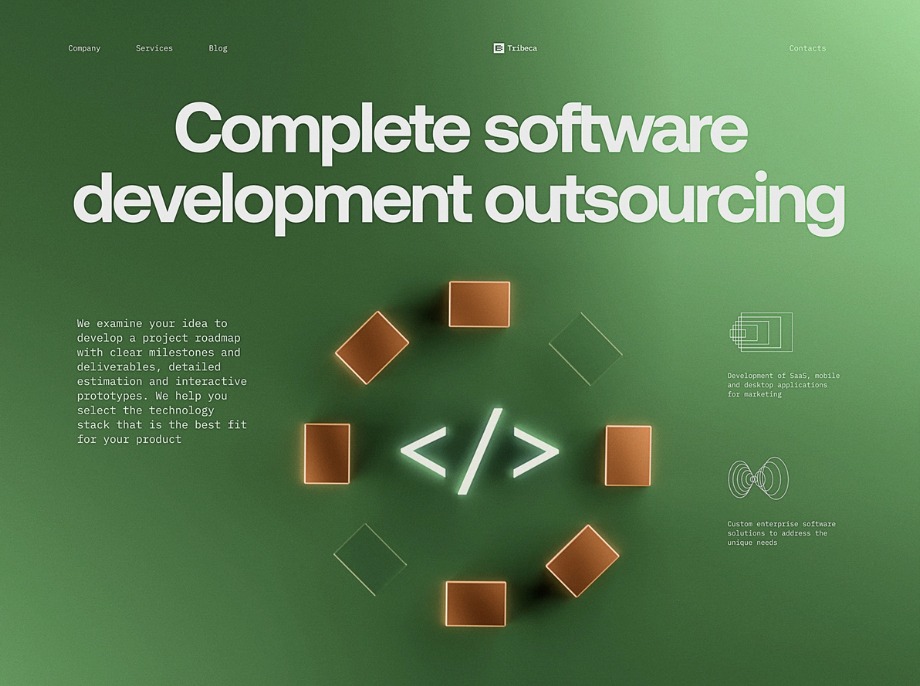 Company
Services
Blog
Tribeca
Contacts
Complete software
development outsourcing
We examine your idea to
develop a project roadmap
with clear milestones and
deliverables, detailed
estimation and interactive
prototypes. We help you
select the technology
stack that is the best fit
for your product
</>
Development of SaaS, mobile
and desktop applications
for marketing
Custom enterprise software
solutions to address the
unique needs